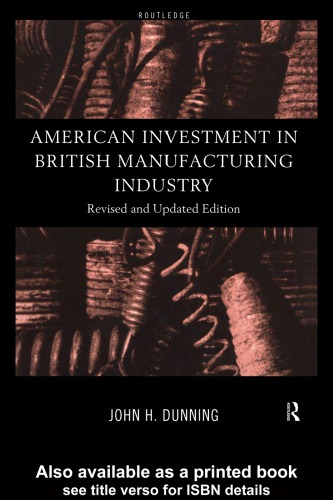 ROUTLEDGE
AMERICAN INVESTMENT IN
BRITISH MANUFACTURING
INDUSTRY
Revised and Updated Edition
R
JOHN H. DUNNING
Also available as a printed book
see title verso for ISBN details